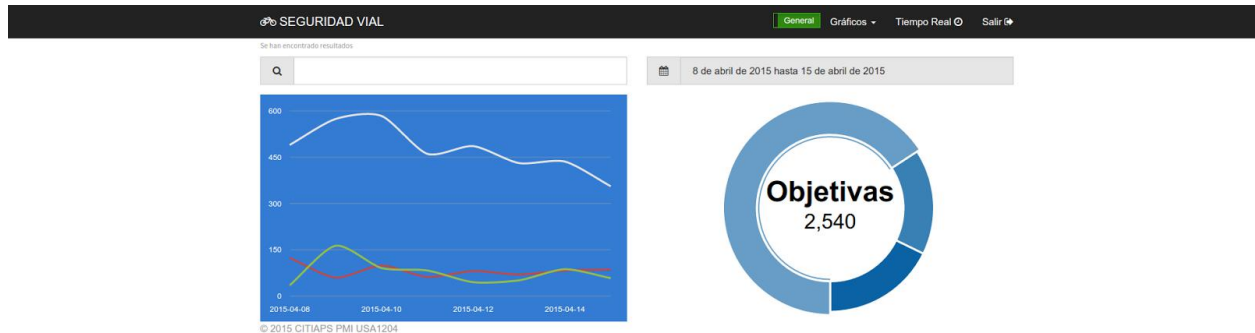 SEGURIDAD VIAL
General Gráficos Tiempo Real Salir
Se han encontrado resultados
8 de abril de 2015 hasta 15 de abril de 2015
600
450
300
150
0
2015-04-08 2015-04-10 2015-04-12 2015-04-14
Objetivas
2,540
© 2015 CITIAPS PMI USA1204